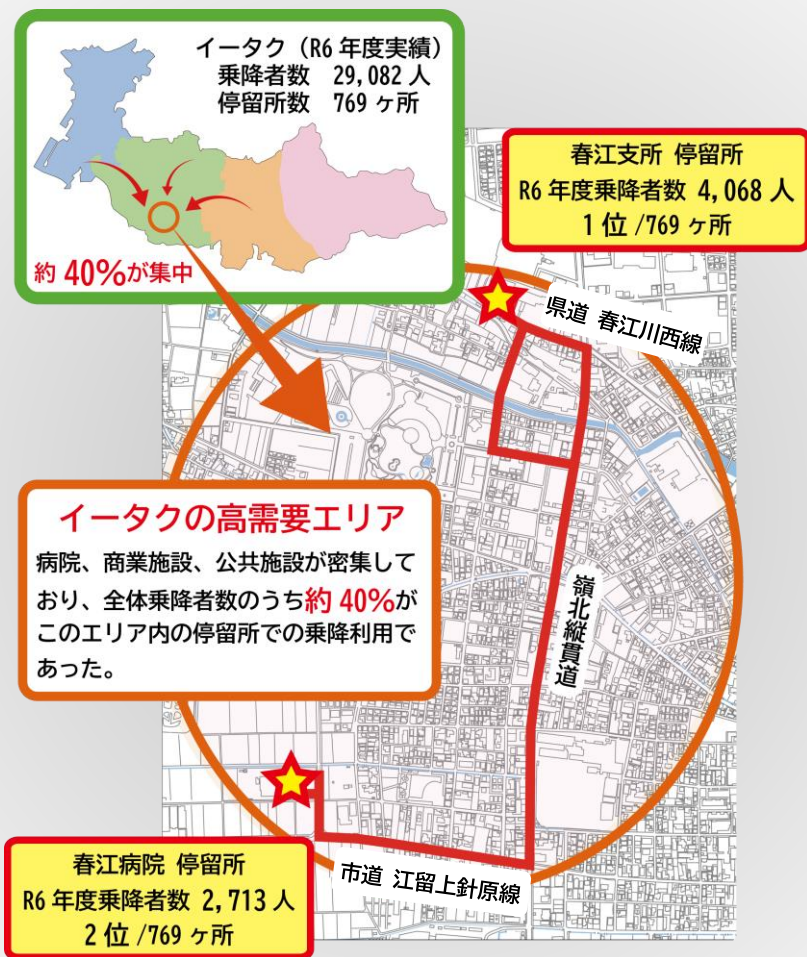 イータク（R6 年度実績）
乗降者数 29,082 人
停留所数 769 ヶ所
約 40%が集中
春江支所 停留所
R6 年度乗降者数 4,068 人
1 位 /769 ヶ所
県道 春江川西線
イータクの高需要エリア
病院、商業施設、公共施設が密集して
おり、全体乗降者数のうち約 40%が
このエリア内の停留所での乗降利用で
あった。
嶺北縦貫道
春江病院 停留所
R6 年度乗降者数 2,713 人
2 位 /769 ヶ所
市道 江留上針原線